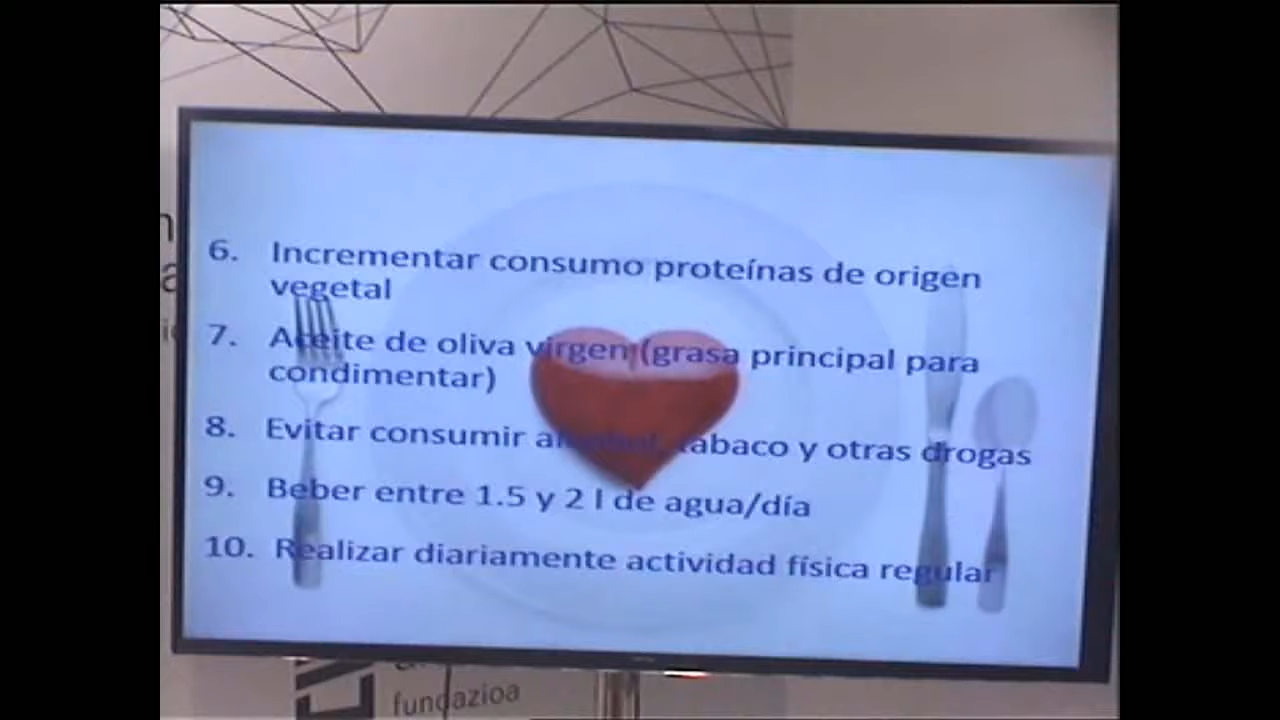 6. Incrementar consumo proteínas de origen
vegetal
7. Aceite de oliva virgen (grasa principal para
condimentar)
8. Evitar consumir alcohol, tabaco y otras drogas
9. Beber entre 1.5 y 2 l de agua/día
10. Realizar diariamente actividad física regular
fundazioa